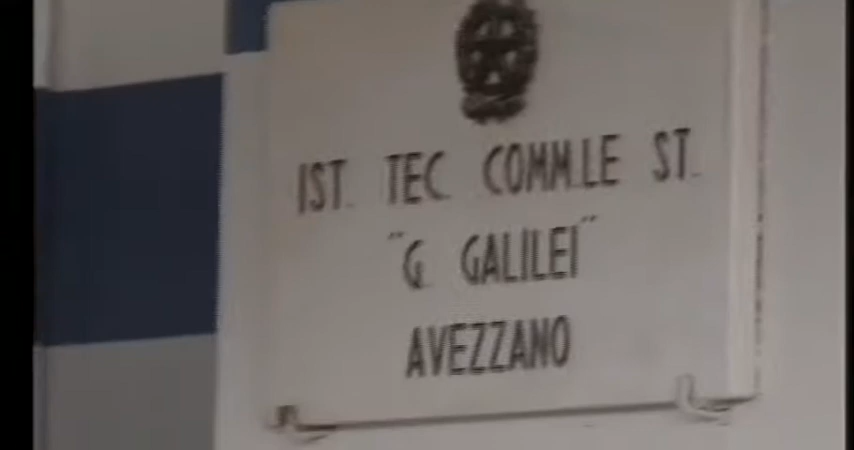 IST. TEC. COMM.LE ST.
"G. GALILEI"
AVEZZANO